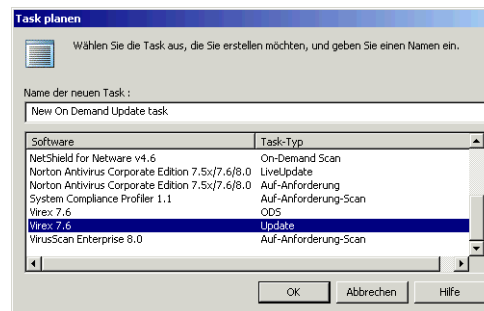 Task planen
Wählen Sie die Task aus, die Sie erstellen möchten, und geben Sie einen Namen ein.
Name der neuen Task :
New On Demand Update task
Software Task-Typ
NetShield for Netware v4.6 On-Demand Scan
Norton Antivirus Corporate Edition 7.5x/7.6/8.0 LiveUpdate
Norton Antivirus Corporate Edition 7.5x/7.6/8.0 Auf-Anforderung
System Compliance Profiler 1.1 Auf-Anforderung-Scan
Virex 7.6 ODS
Virex 7.6 Update
VirusScan Enterprise 8.0 Auf-Anforderung-Scan
OK Abbrechen Hilfe